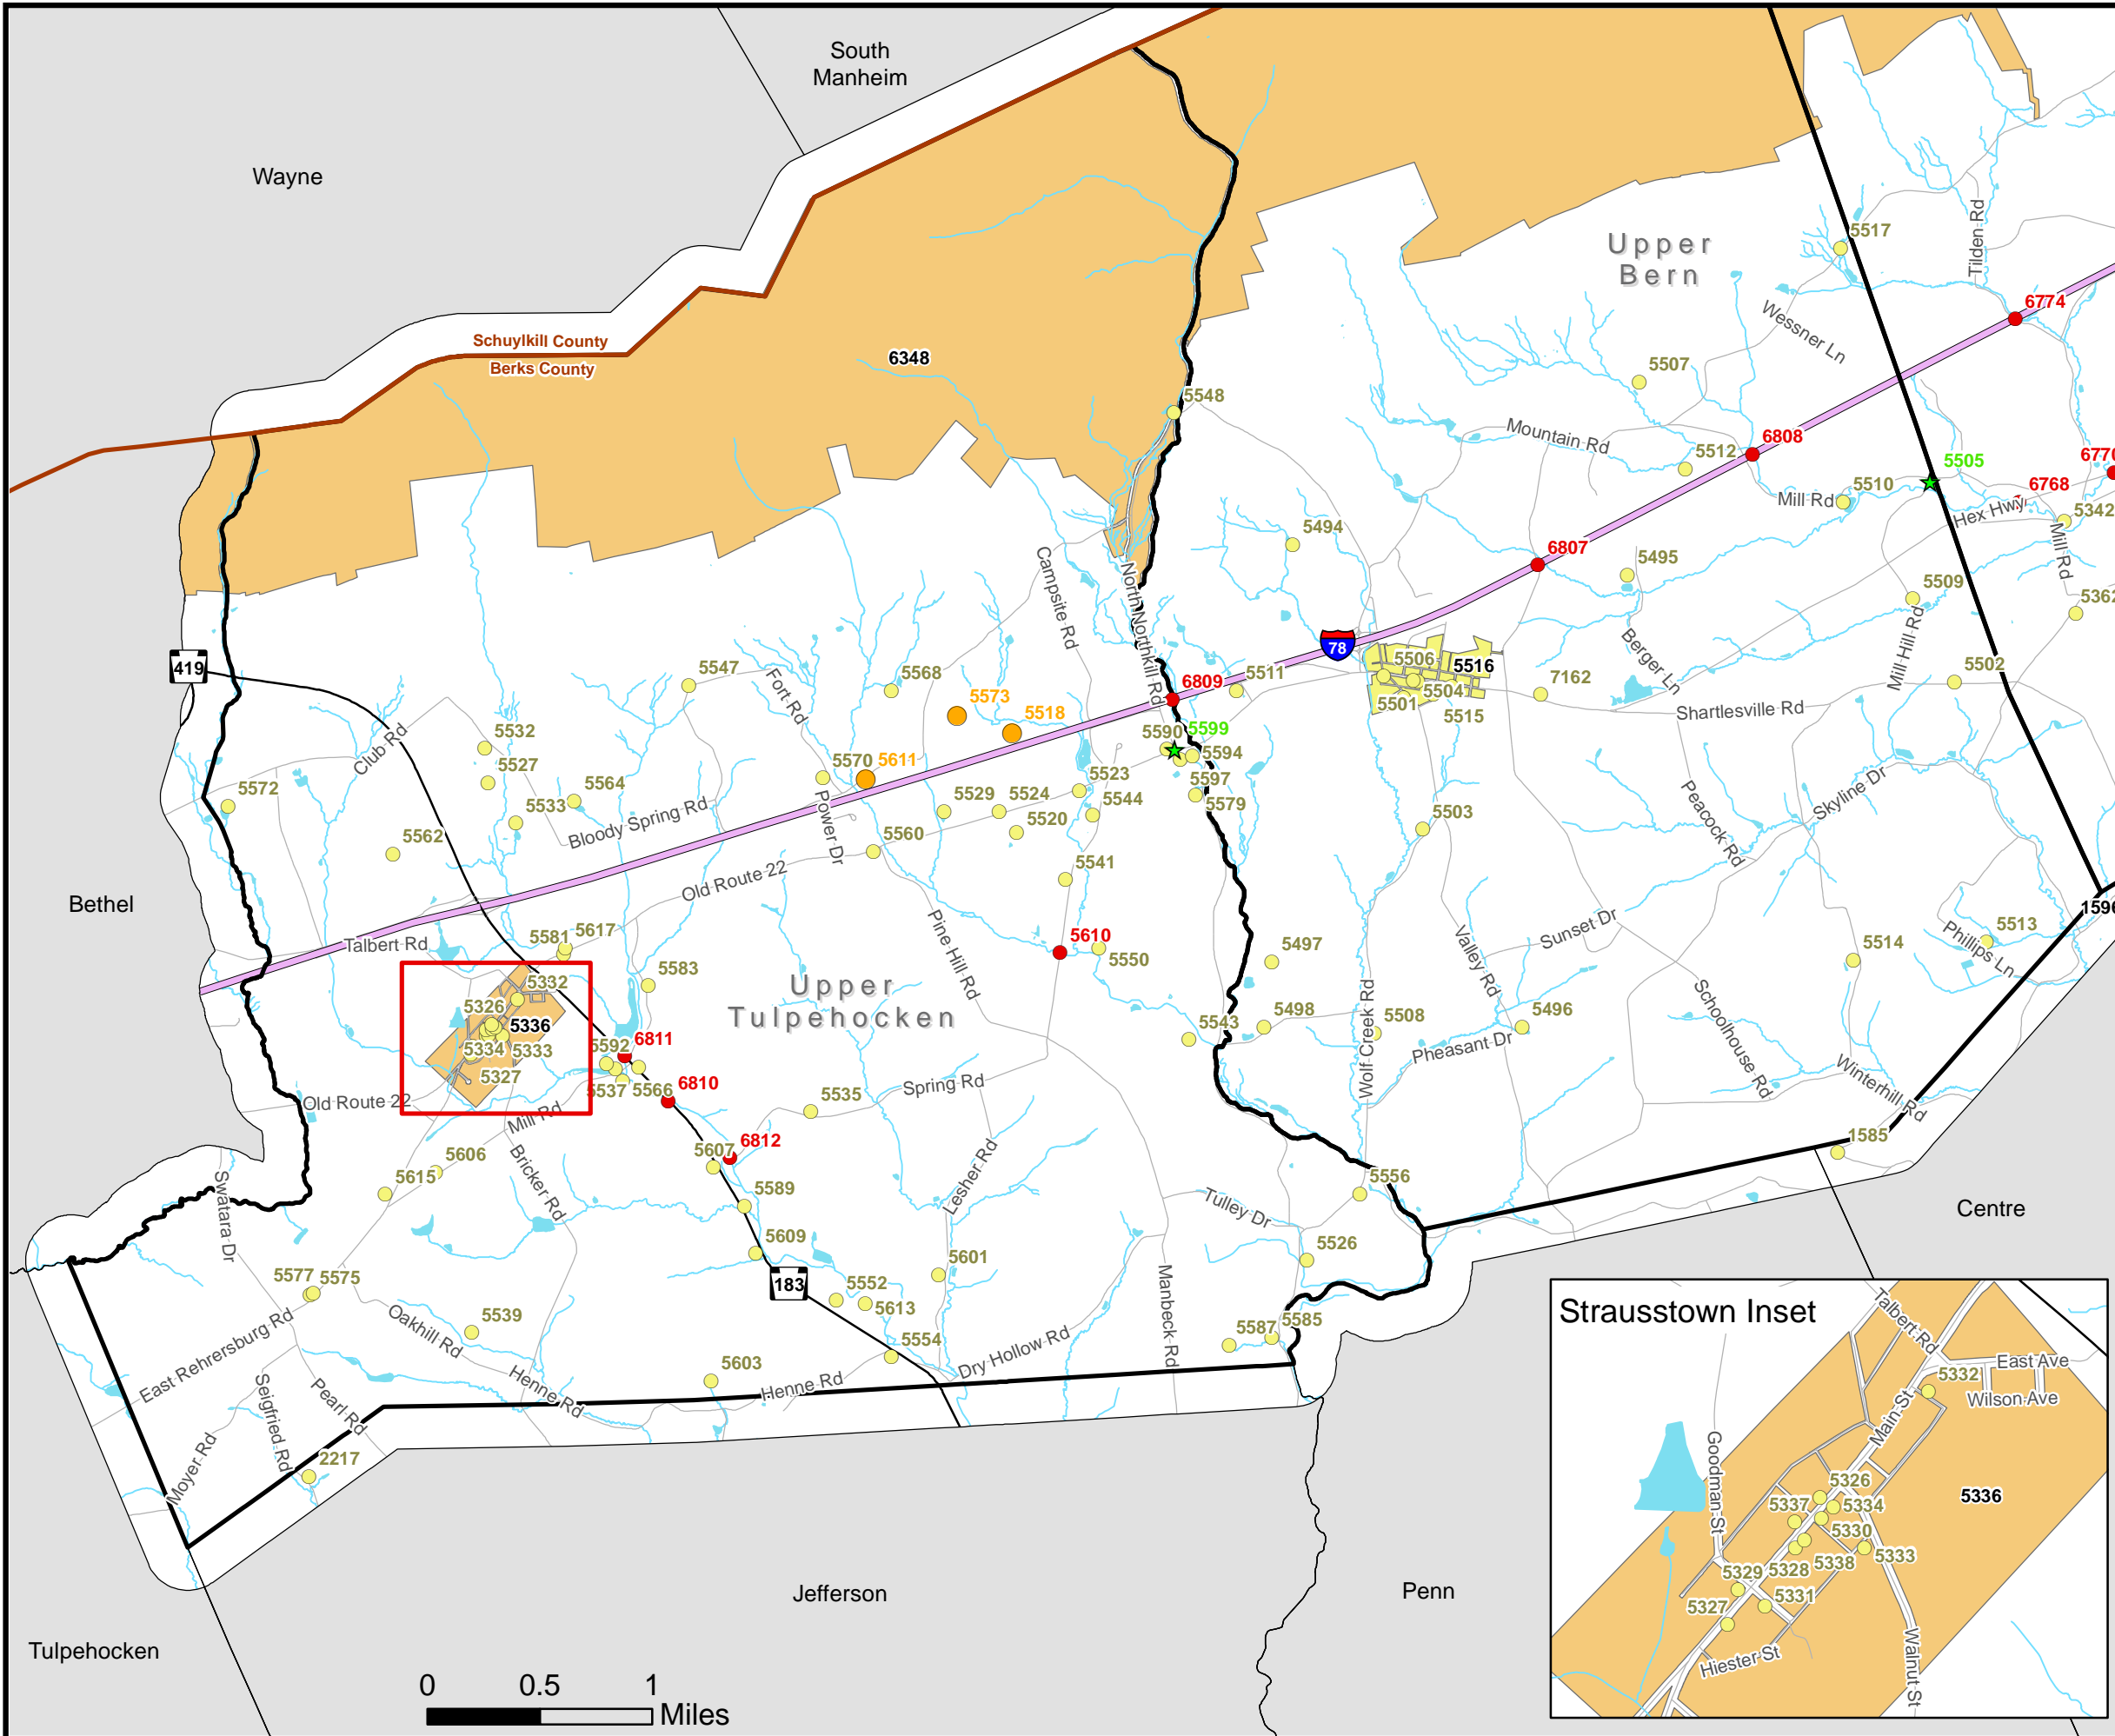 South
Manheim
Wayne
Upper
Bern
5517
Tilden Rd
6774
Wessner Ln
Schuylkill County
Berks County
6348
5507
5548
Mountain Rd
6808
5512
5505
6770
5510
Mill Rd
6768
Hex Hwy
5342
5494
6807
5495
Mill Rd
Campsite Rd
North Northkill Rd
5509
5362
78
419
5547
Fort Rd
5568
6809
5511
5506
5516
5504
5501
5515
7162
Berger Ln
Mill Hill Rd
5502
Shartlesville Rd
5573
5518
5599
5590
5594
5597
5579
Club Rd
5532
5527
5570
5611
5523
5572
5533
5564
Bloody Spring Rd
Power Dr
5529
5524
5544
5520
5503
Peacock Rd
Skyline Dr
5562
5560
Old Route 22
5541
Bethel
1596
Talbert Rd
5581
5617
Pine Hill Rd
5610
5550
5497
Valley Rd
Sunset Dr
5514
5513
Phillips Ln
5583
5332
5326
5336
5334
5333
5327
Upper
Tulpehocken
5592
6811
5543
5498
Wolf Creek Rd
5508
5496
Pheasant Dr
Schoolhouse Rd
5537
5566
6810
5535
Spring Rd
Winterhill Rd
Old Route 22
Mill Rd
5607
6812
1585
5606
5615
Bricker Rd
Swatara Dr
5589
Lesher Rd
5556
Tulley Dr
Centre
5609
5601
5526
5577
5575
183
5552
5613
Manbeck Rd
East Rehrersburg Rd
Oakhill Rd
5539
5554
5587
5585
5603
Henne Rd
Henne Rd
Dry Hollow Rd
Seigfried Rd
Pearl Rd
Moyer Rd
2217
Strausstown Inset
Talbert Rd
East Ave
5332
Wilson Ave
Main St
Goodman St
5326
5337
5334
5336
5330
5338
5333
5329
5328
5331
5327
Hiester St
Walnut St
Jefferson
Penn
Tulpehocken
0 0.5 1
Miles